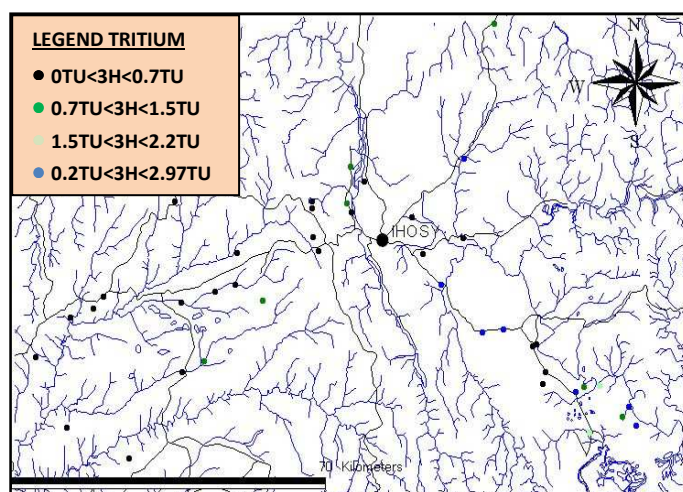 LEGEND TRITIUM
0TU<3H<0.7TU
0.7TU<3H<1.5TU
1.5TU<3H<2.2TU
0.2TU<3H<2.97TU
N
W
S
IHOSY
70 Kilometers